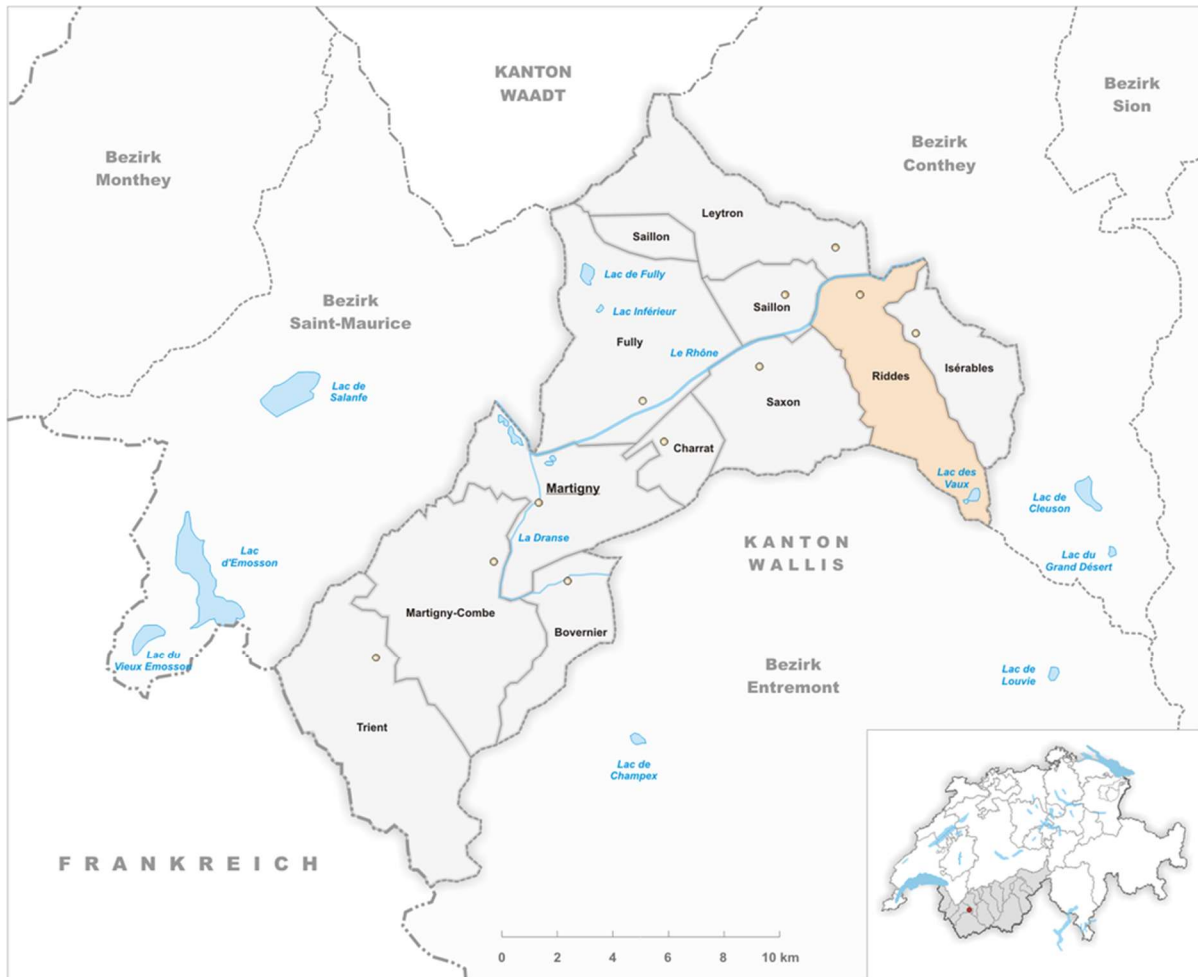 KANTON
WAADT
Bezirk
Sion
Bezirk
Monthey
Bezirk
Conthey
Leytron
Saillon
Lac de Fully
Bezirk
Saint-Maurice
Lac Inférieur
Saillon
Fully
Le Rhône
Isérables
Riddes
Lac de
Salanfe
Saxon
Charrat
Lac des
Vaux
Martigny
Lac de
Cleuson
La Dranse
KANTON
WALLIS
Lac
d'Emosson
Lac du
Grand Désert
Martigny-Combe
Bovernier
Lac du
Vieux Emosson
Bezirk
Entremont
Lac de
Louvie
Trient
Lac de
Champex
FRANKREICH
0 2 4 6 8 10 km